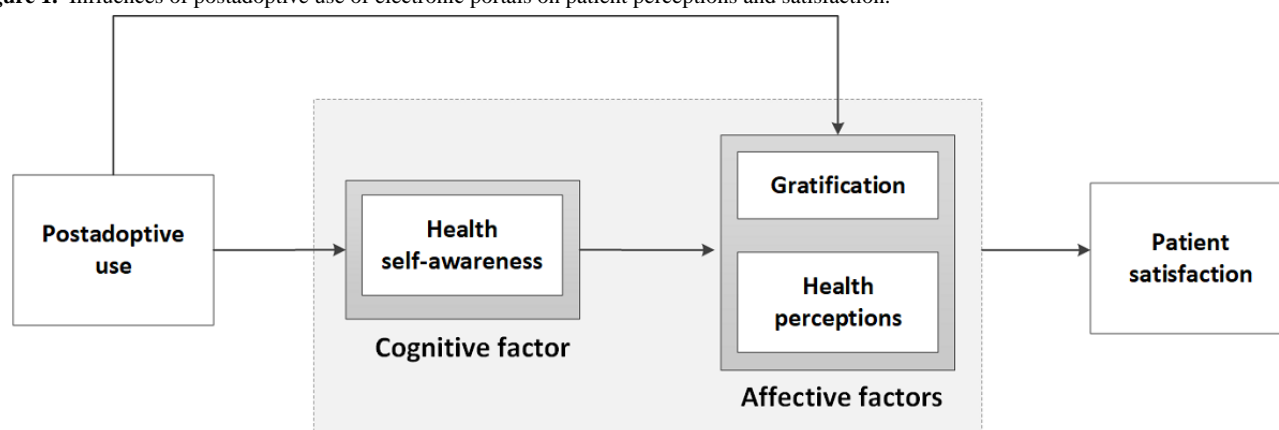 Influences of postadoptive use of electronic portals on patient perceptions and satisfaction.
Postadoptive
use
Health
self-awareness
Cognitive factor
Gratification
Health
perceptions
Affective factors
Patient
satisfaction